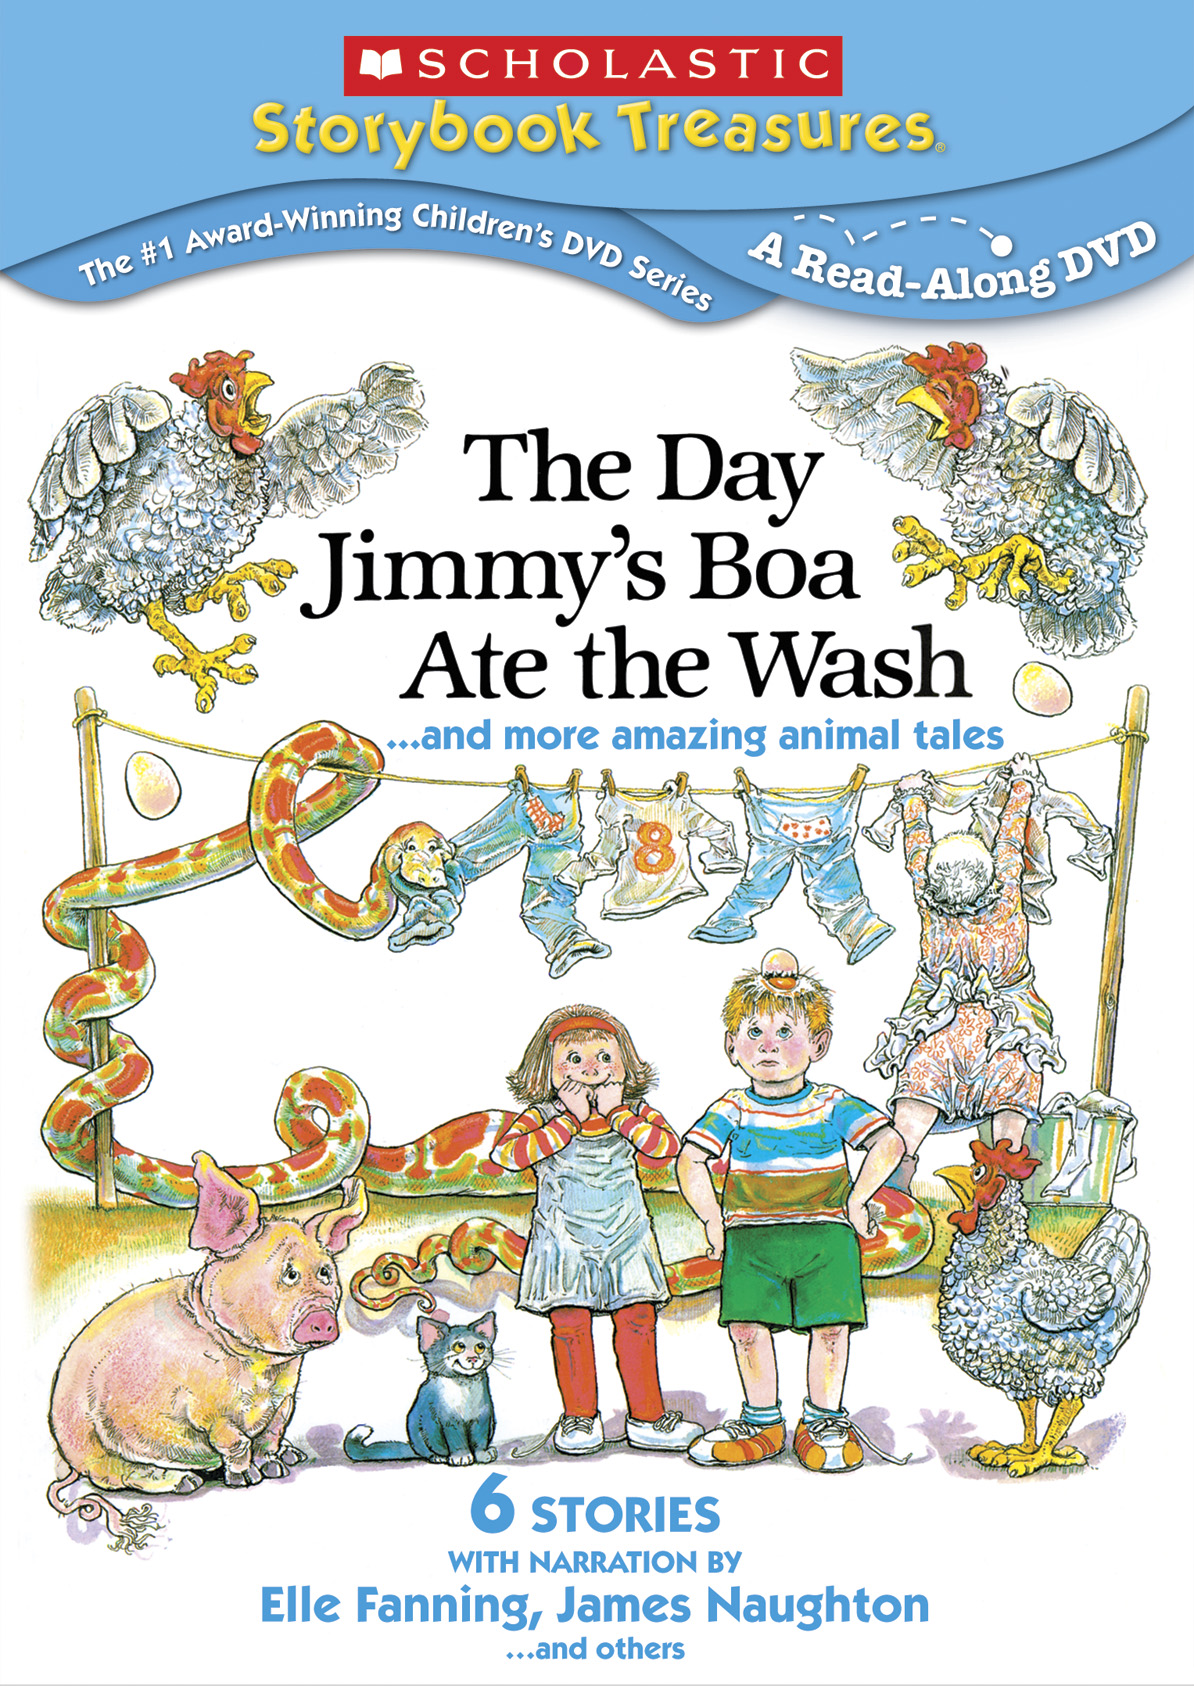 SCHOLASTIC
Storybook Treasures®
The #1 Award-Winning Children's DVD Series
A Read-Along DVD
The Day
Jimmy's Boa
Ate the Wash
...and more amazing animal tales
8
6 STORIES
WITH NARRATION BY
Elle Fanning, James Naughton
...and others